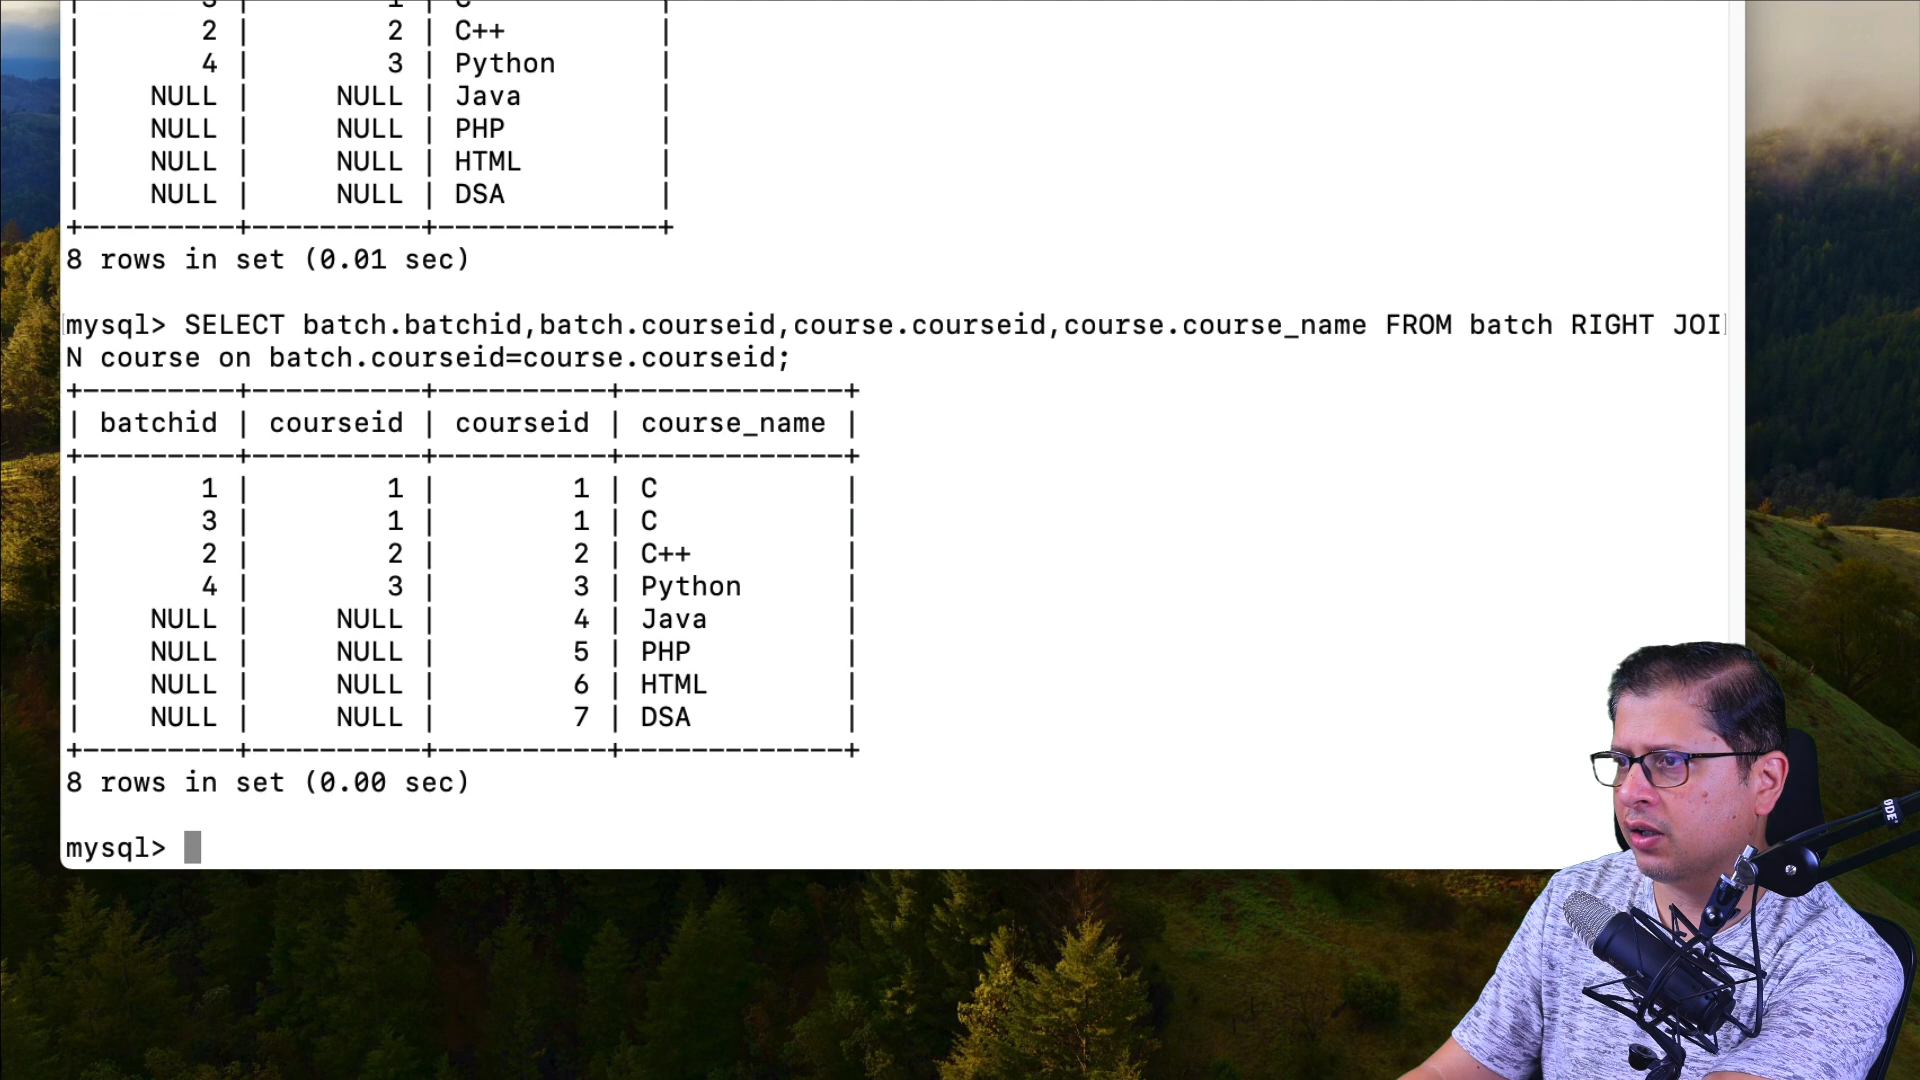 | 2 | 2 | C++ |
| 4 | 3 | Python |
| NULL | NULL | Java |
| NULL | NULL | PHP |
| NULL | NULL | HTML |
| NULL | NULL | DSA |
+---------+----------+-------------+
8 rows in set (0.01 sec)
mysql> SELECT batch.batchid,batch.courseid,course.courseid,course.course_name FROM batch RIGHT JOI
N course on batch.courseid=course.courseid;
+---------+----------+----------+-------------+
| batchid | courseid | courseid | course_name |
+---------+----------+----------+-------------+
| 1 | 1 | 1 | C |
| 3 | 1 | 1 | C |
| 2 | 2 | 2 | C++ |
| 4 | 3 | 3 | Python |
| NULL | NULL | 4 | Java |
| NULL | NULL | 5 | PHP |
| NULL | NULL | 6 | HTML |
| NULL | NULL | 7 | DSA |
+---------+----------+----------+-------------+
8 rows in set (0.00 sec)
mysql>